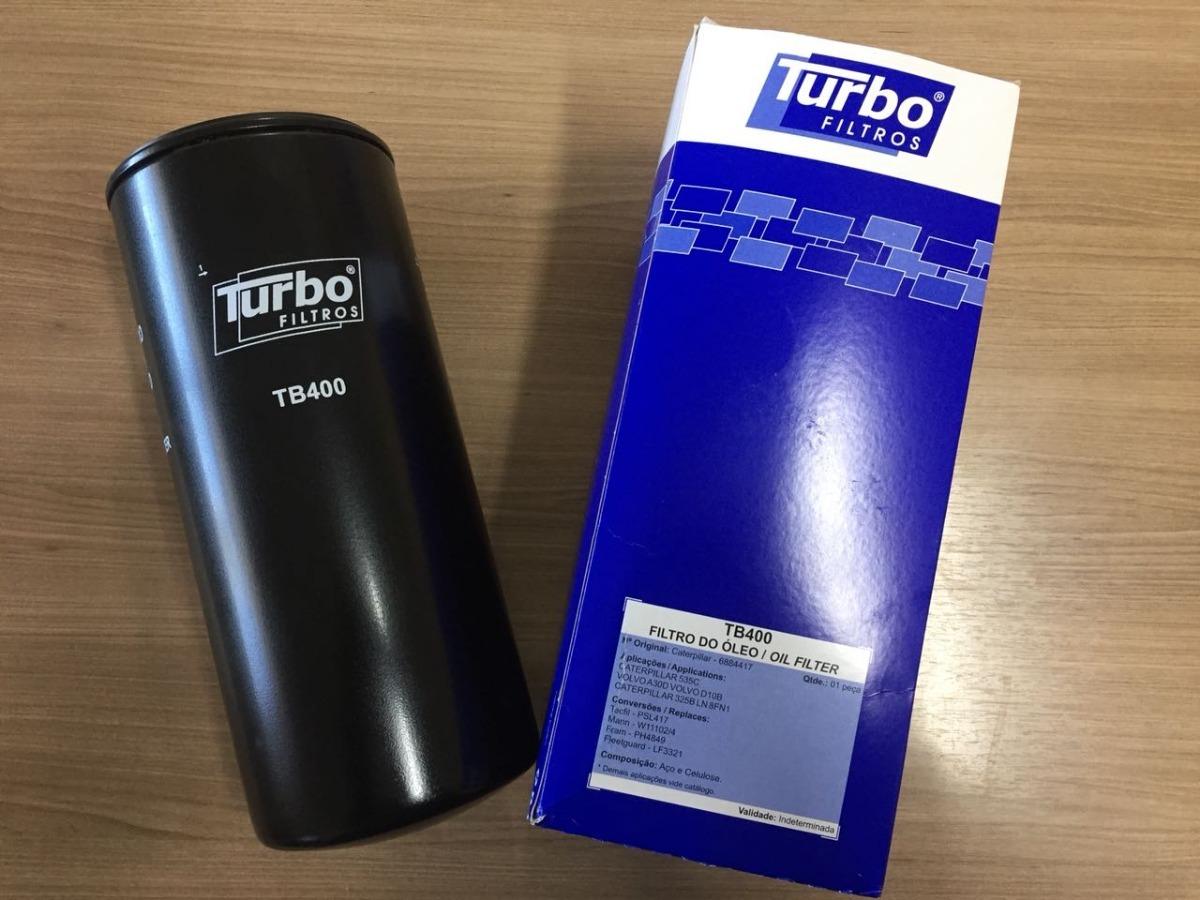 Turbo®
FILTROS
TB400
Turbo®
FILTROS
TB400
FILTRO DO ÓLEO / OIL FILTER
Nº Original: Caterpillar - 6884417
Qtde.: 01 peça
Aplicações / Applications:
CATERPILLAR 535C
VOLVO A30D VOLVO D10B
CATERPILLAR 325B LN 8FN1
Conversões / Replaces:
Tecfil - PSL417
Mann - W11102/4
Fram - PH4849
Fleetguard - LF3321
Composição: Aço e Celulose.
* Demais aplicações vide catálogo.
Validade: Indeterminada